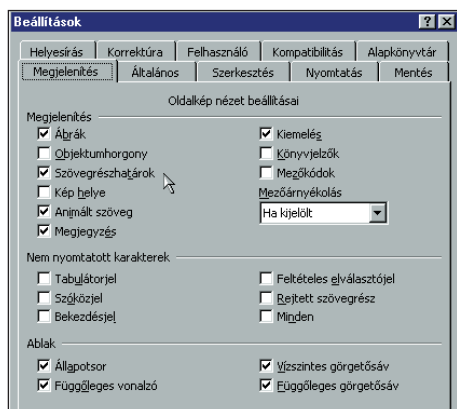 Beállítások
Helyesírás Korrektúra Felhasználó Kompatibilitás Alapkönyvtár
Megjelenítés Általános Szerkesztés Nyomtatás Mentés
Oldalkép nézet beállításai
Megjelenítés
Ábrák Kiemelés
Objektumhorgony Könyvjelzők
Szövegrészhatárok Mezőkódok
Kép helye Mezőárnyékolás
Animált szöveg Ha kijelölt
Megjegyzés
Nem nyomtatott karakterek
Tabulátorjel Feltételes elválasztójel
Szóközjel Rejtett szövegrész
Bekezdésjel Minden
Ablak
Állapotsor Vízszintes görgetősáv
Függőleges vonalzó Függőleges görgetősáv